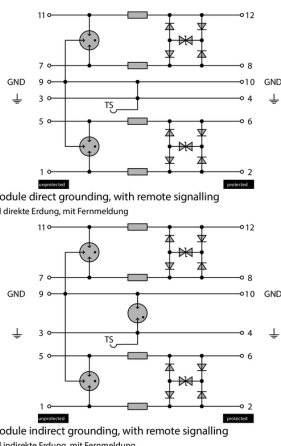 11 12
7 8
GND 9 10 GND
3 4
TS
5 6
1 2
unprotected protected
odule direct grounding, with remote signalling
d direkte Erdung, mit Fernmeldung
11 12
7 8
GND 9 10 GND
3 4
TS
5 6
1 2
unprotected protected
odule indirect grounding, with remote signalling
d indirekte Erdung, mit Fernmeldung